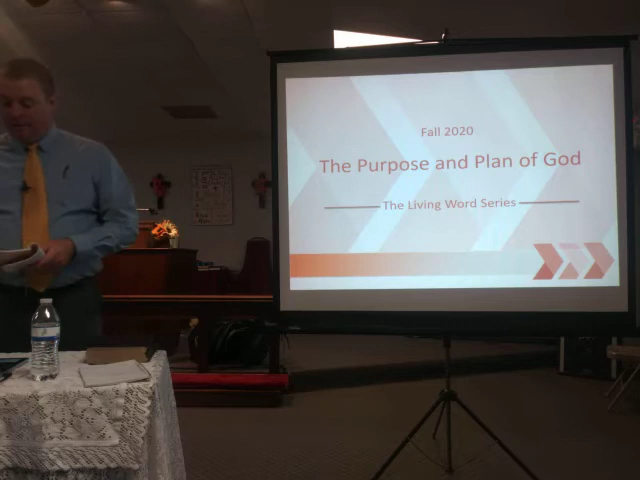 Fall 2020
The Purpose and Plan of God
The Living Word Series